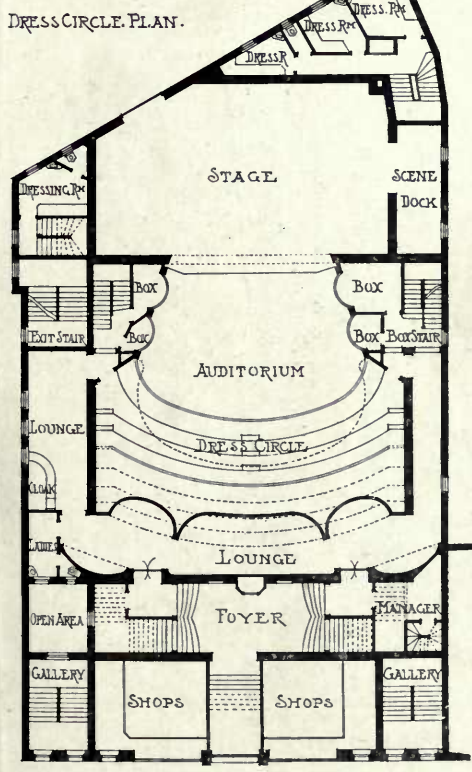 DRESS CIRCLE. PLAN.
DRESS. RM
DRESS RM
DRESS R
STAGE
SCENE
DOCK
DRESSING. RM
BOX
BOX
BOX
BOX
EXIT STAIR
BOX STAIR
AUDITORIUM
LOUNGE
DRESS CIRCLE
CLOAK
LADIES
LOUNGE
OPEN AREA
FOYER
MANAGER
GALLERY
GALLERY
SHOPS
SHOPS